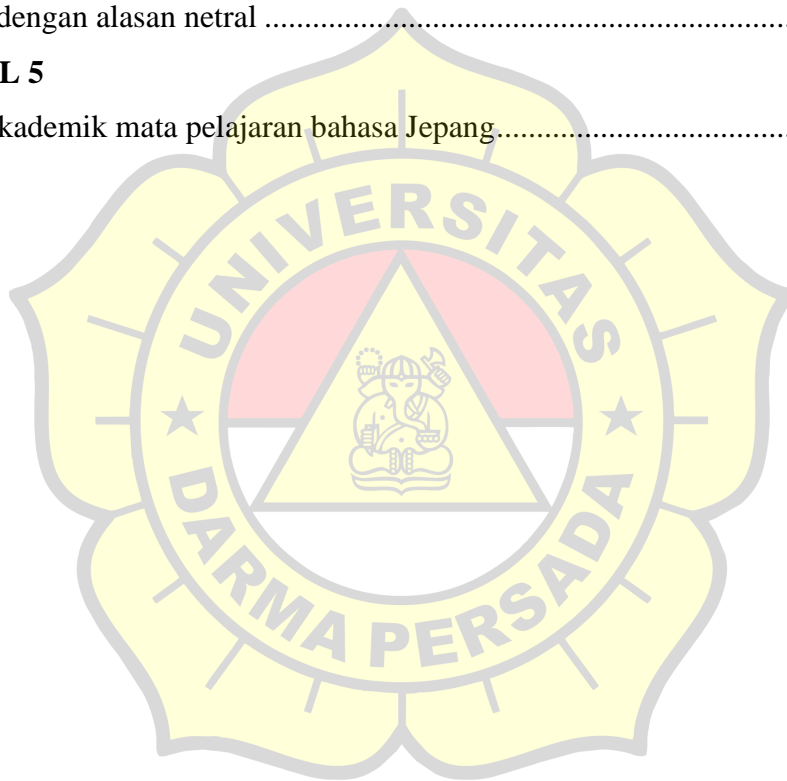 dengan alasan netral ....................................................................
L 5
kademik mata pelajaran bahasa Jepang.....................................
UNIVERSITAS
DARMA PERSADA